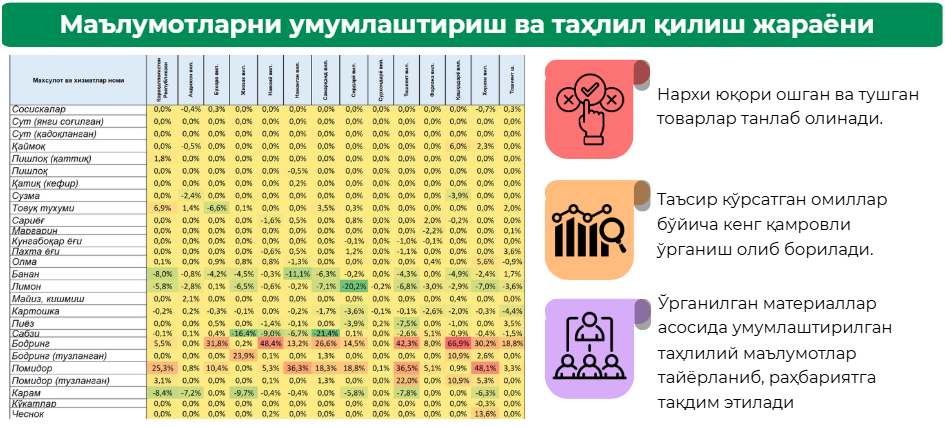 Маълумотларни умумлаштириш ва таҳлил қилиш жараёни
Махсулот ва хизматлар номи
Республикаси Андижон вил. Бухоро вил. Жиззах вил. Навоий вил. Наманган вил. Самарқанд вил. Сирдарё вил. Сурхондарё вил. Тошкент вил. Фарғона вил. Қашқадарё вил. Хоразм вил. Тошкент ш.
Сосискалар 0,0% -0,4% 0,3% 0,0% 0,0% 0,0% 0,0% 0,0% 0,0% 0,0% 0,0% 0,0% -0,7% 0,3%
Сут (янги соғилган) 0,0% 0,0% 0,0% 0,0% 0,0% 0,0% 0,0% 0,0% 0,0% 0,0% 0,0% 0,0% 0,0% 0,0%
Сут (қадоқланган) 0,0% 0,0% 0,0% 0,0% 0,0% 0,0% 0,0% 0,0% 0,0% 0,0% 0,0% 0,0% 0,0% 0,0%
Қаймоқ 0,0% -0,5% 0,0% 0,0% 0,0% 0,0% 0,0% 0,0% 0,0% 0,0% 0,0% 6,0% 2,3% 0,0%
Пишлоқ (қаттиқ) 1,8% 0,0% 0,0% 0,0% 0,0% 0,0% 0,0% 0,0% 0,0% 0,0% 0,0% 0,0% 0,0% 0,0%
Пишлоқ 0,0% 0,0% 0,0% 0,0% 0,0% -0,5% 0,0% 0,0% 0,0% 0,0% 0,0% 0,0% 0,0% 0,0%
Қатиқ (кефир) 0,0% 0,0% 0,0% 0,0% 0,0% 0,2% 0,0% 0,0% 0,0% 0,0% 0,0% 0,0% 0,0% 0,0%
Сузма 0,0% -2,4% 0,0% 0,0% 0,0% 0,0% 0,0% 0,0% 0,0% 0,0% 0,0% -3,9% 0,0% 0,0%
Товуқ тухуми 6,9% 1,4% -6,6% 0,1% 0,0% 0,0% 3,5% 0,3% 0,0% 0,0% 0,0% 0,0% 0,0% 2,0%
Сариёғ 0,0% 0,0% 0,0% 0,0% -1,6% 0,5% 0,0% 0,8% 0,0% 0,0% 2,0% -0,2% 0,0% 0,0%
Маргарин 0,0% 0,0% 0,0% 0,0% 0,0% 0,0% 0,0% 0,0% 0,0% 0,0% -2,2% 0,0% 0,0% 0,1%
Кунгабоқар ёғи 0,0% 0,0% 0,0% 0,0% 0,0% 0,0% 0,0% -0,1% 0,0% -1,0% -0,1% 0,0% 0,0% 0,0%
Пахта ёғи 0,0% 0,0% 0,0% 0,0% -0,6% 0,5% 0,0% 1,2% 0,0% -1,1% 0,0% 0,0% 0,0% 3,6%
Олма 0,1% 0,0% 0,9% 0,8% 0,8% -1,3% 0,0% 0,0% 0,0% 0,0% 0,4% 0,0% 5,6% -0,9%
Банан -8,0% -0,8% -4,2% -4,5% -0,3% -11,1% -6,3% -0,2% 0,0% -4,3% 0,0% -4,9% -2,4% 1,7%
Лимон -5,8% -2,8% 0,1% -6,5% -0,6% -0,2% -7,1% -20,2% -0,2% -6,8% -3,0% -2,9% -7,0% -3,6%
Майиз, кишмиш 0,0% 2,1% 0,0% 0,0% 0,0% 0,0% 0,0% 0,0% 0,0% 0,0% 0,0% 0,4% 0,0% 0,0%
Картошка -0,2% 0,2% -0,3% -0,1% 0,0% -0,2% -1,7% -3,6% -0,1% -0,1% -2,6% 0,0% -0,3% -4,4%
Пиёз 0,0% 0,0% 0,5% 0,0% -1,4% -0,1% 0,0% -3,9% 0,2% -7,5% 0,0% -1,0% 0,0% 3,5%
Сабзи -0,1% 0,1% 0,4% -16,4% -9,0% -6,7% -21,4% 0,1% 0,0% -2,6% 5,1% -0,9% -0,4% -1,5%
Бодринг 5,5% 0,0% 31,8% 0,2% 48,4% 13,2% 26,6% 14,5% 0,0% 42,3% 8,0% 66,9% 30,2% 18,8%
Бодринг (тузланган) 0,0% 0,0% 0,0% 23,9% 0,1% 0,0% 1,3% 0,0% 0,0% 0,0% 0,0% 10,9% 2,6% 0,0%
Помидор 25,3% 0,8% 10,4% 0,0% 5,3% 36,3% 18,3% 18,8% 0,1% 36,5% 5,1% 0,9% 48,1% 3,3%
Помидор (тузланган) 3,1% 0,0% 0,0% 0,0% 0,1% 0,0% 1,3% 0,0% 0,0% 22,0% 0,0% 10,9% 5,3% 0,0%
Карам -8,4% -7,2% 0,0% -9,7% -0,4% -0,4% 0,0% -5,8% 0,0% -7,8% 0,0% 0,0% -6,3% 0,0%
Кўкатлар 0,0% 0,0% 0,0% 0,0% 0,0% 0,0% 0,0% 0,0% 0,0% 0,0% 0,0% 0,0% -0,3% 0,0%
Чеснок 0,0% 0,0% 0,0% 0,0% 0,2% 0,0% 0,0% 0,0% 0,0% 0,0% 0,0% 0,0% 13,6% 0,0%
Нархи юқори ошган ва тушган
товарлар танлаб олинади.
Таъсир кўрсатган омиллар
бўйича кенг қамровли
ўрганиш олиб борилади.
Ўрганилган материаллар
асосида умумлаштирилган
таҳлилий маълумотлар
тайёрланиб, раҳбариятга
тақдим этилади